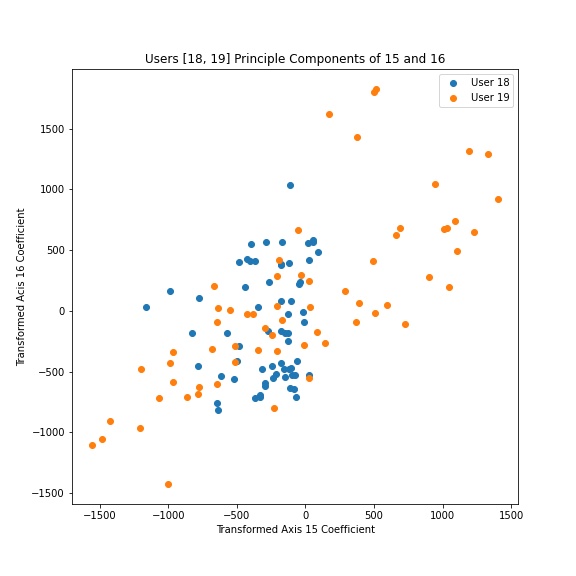 Users [18, 19] Principle Components of 15 and 16
User 18
User 19
Transformed Acis 16 Coefficient
1500
1000
500
0
−500
−1000
−1500
−1500 −1000 −500 0 500 1000 1500
Transformed Axis 15 Coefficient